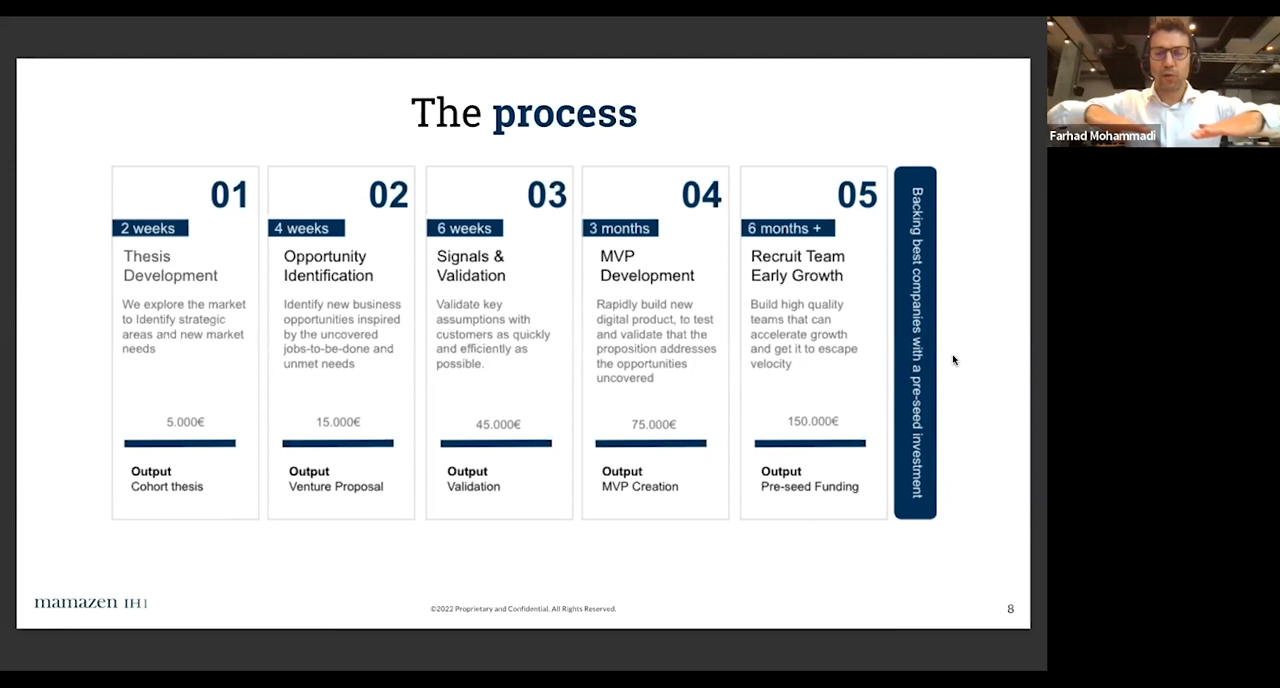 The process
01
2 weeks
Thesis
Development
We explore the market
to Identify strategic
areas and new market
needs
5.000€
Output
Cohort thesis
02
4 weeks
Opportunity
Identification
Identify new business
opportunities inspired
by the uncovered
jobs-to-be-done and
unmet needs
15.000€
Output
Venture Proposal
03
6 weeks
Signals &
Validation
Validate key
assumptions with
customers as quickly
and efficiently as
possible.
45.000€
Output
Validation
04
3 months
MVP
Development
Rapidly build new
digital product, to test
and validate that the
proposition addresses
the opportunities
uncovered
75.000€
Output
MVP Creation
05
6 months +
Recruit Team
Early Growth
Build high quality
teams that can
accelerate growth
and get it to escape
velocity
150.000€
Output
Pre-seed Funding
Backing best companies with a pre-seed investment
mamazen
©2022 Proprietary and Confidential. All Rights Reserved.
8
Farhad Mohammadi